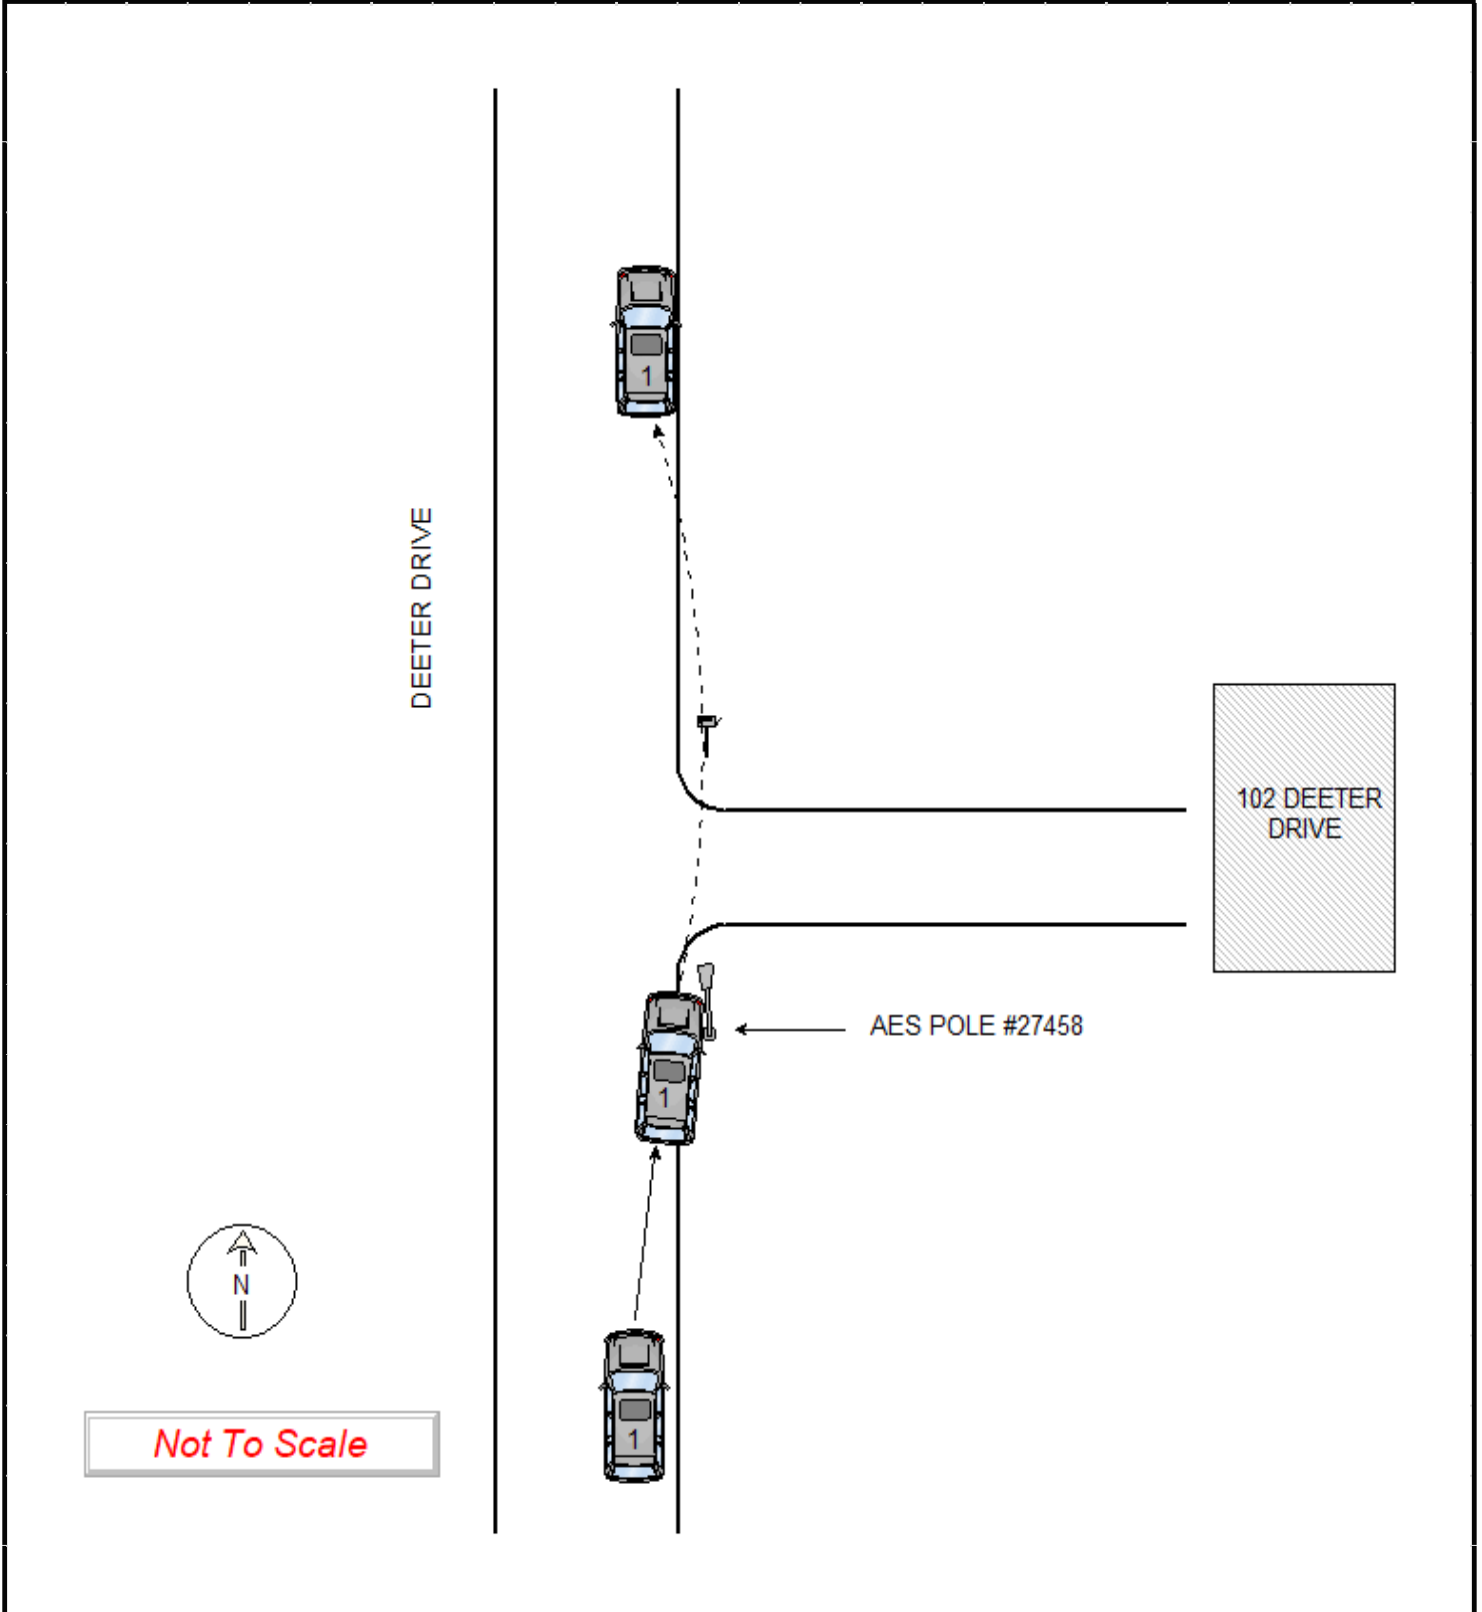 1
DEETER DRIVE
102 DEETER
DRIVE
AES POLE #27458
1
N
Not To Scale
1